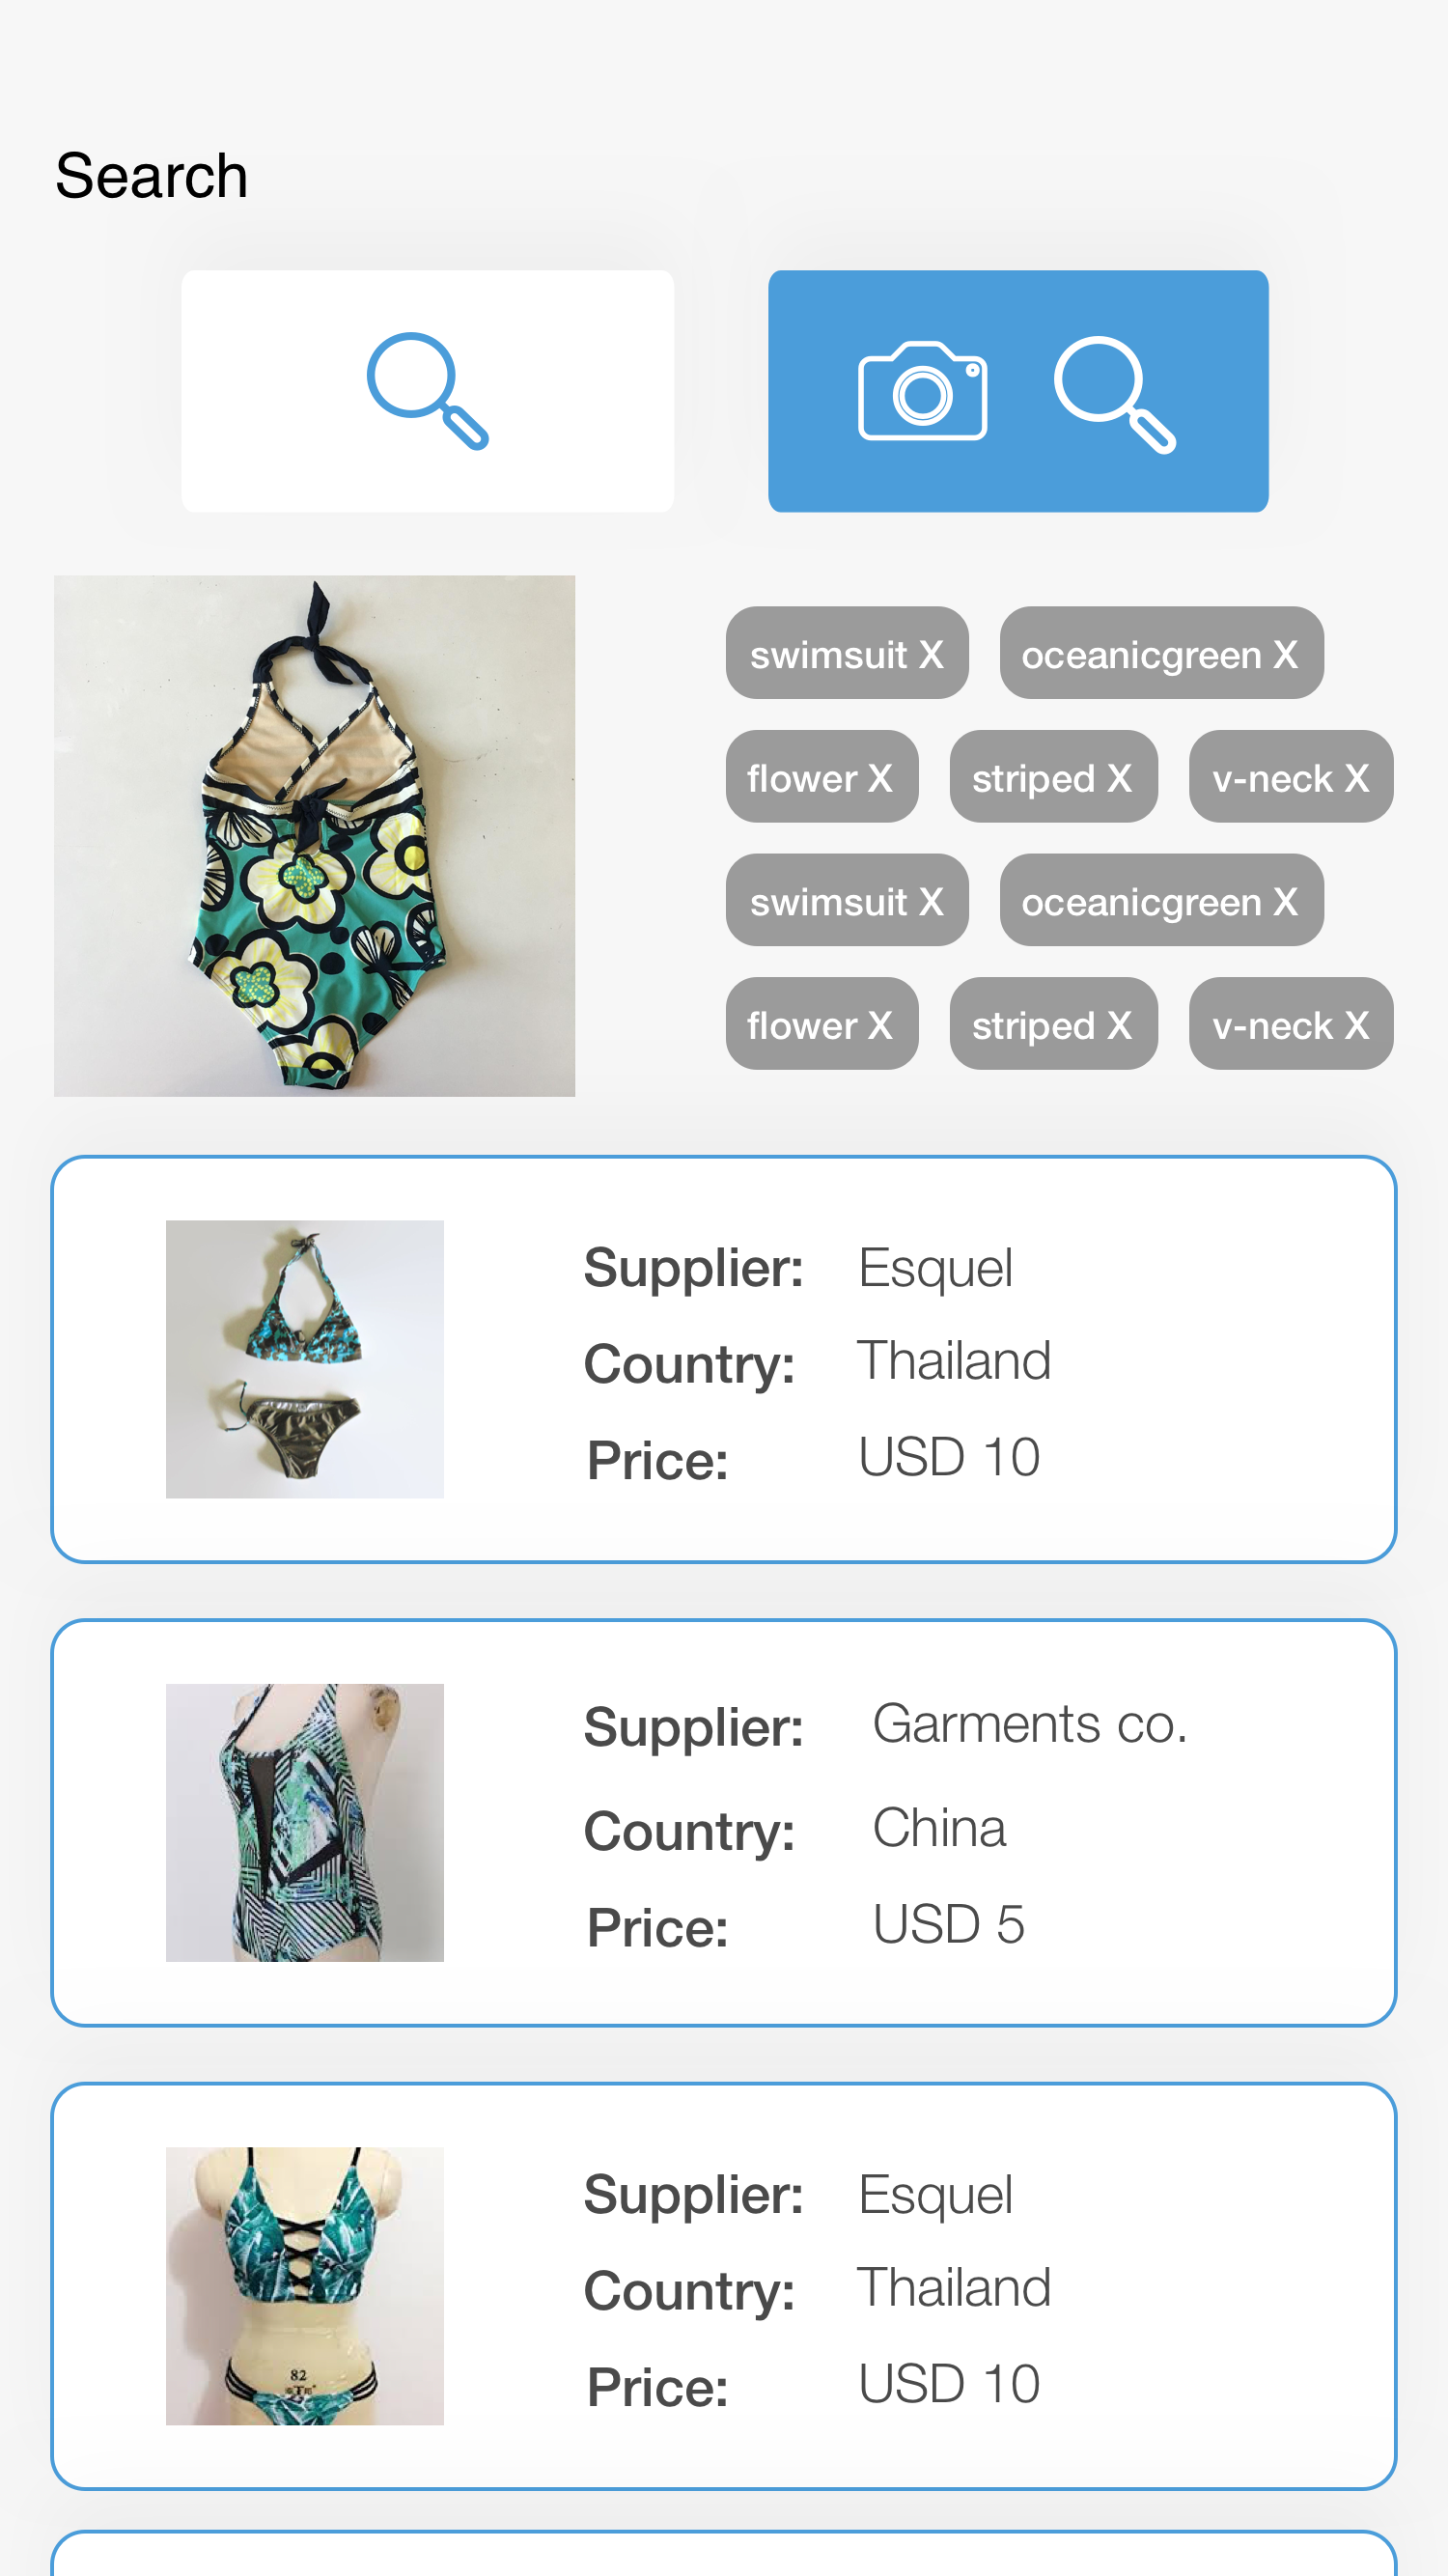 Search
swimsuit X oceanicgreen X
flower X striped X v-neck X
swimsuit X oceanicgreen X
flower X striped X v-neck X
Supplier: Esquel
Country: Thailand
Price: USD 10
Supplier: Garments co.
Country: China
Price: USD 5
Supplier: Esquel
Country: Thailand
Price: USD 10
82